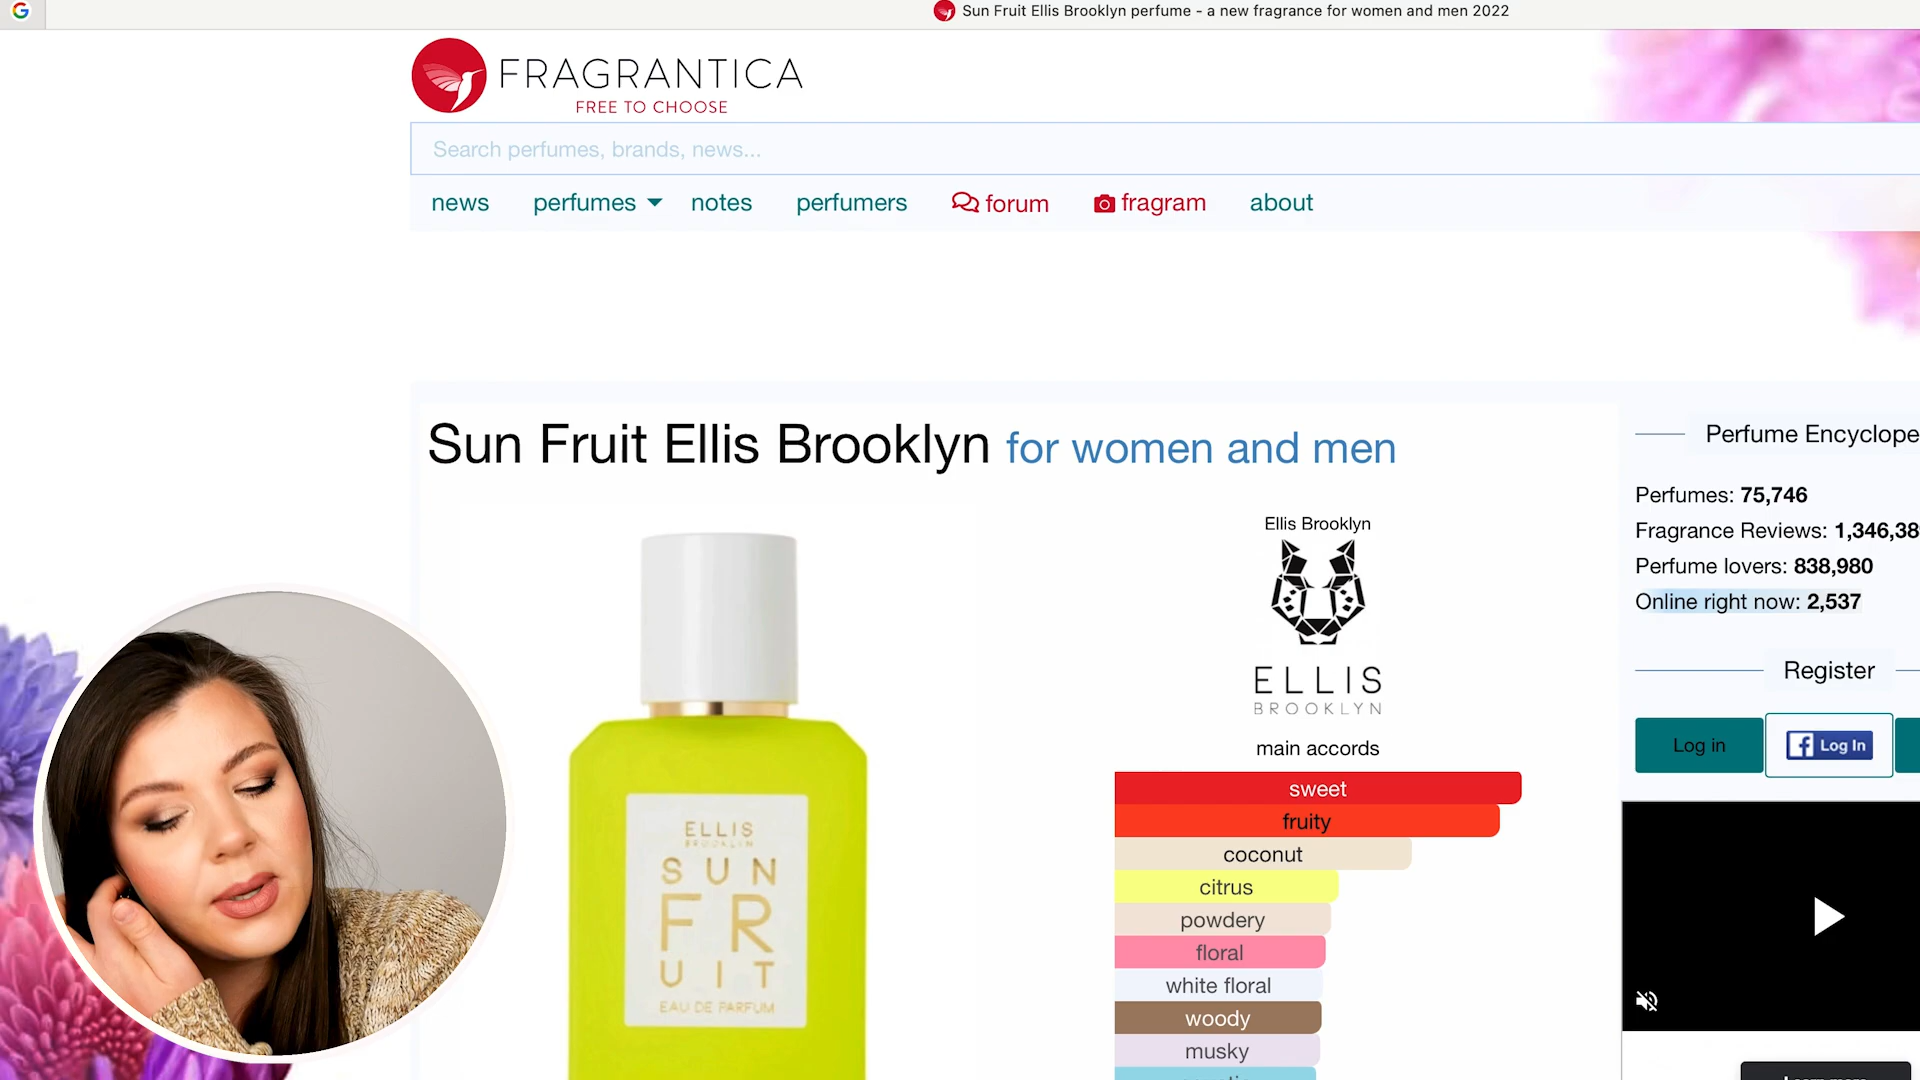 Sun Fruit Ellis Brooklyn perfume - a new fragrance for women and men 2022
FRAGRANTICA
FREE TO CHOOSE
Search perfumes, brands, news...
news perfumes notes perfumers forum fragram about
Sun Fruit Ellis Brooklyn for women and men
ELLIS
BROOKLYN
SUN
FR
UIT
EAU DE PARFUM
Ellis Brooklyn
ELLIS
BROOKLYN
main accords
sweet
fruity
coconut
citrus
powdery
floral
white floral
woody
musky
Perfume Encyclope
Perfumes: 75,746
Fragrance Reviews: 1,346,38
Perfume lovers: 838,980
Online right now: 2,537
Register
Log in
Log In